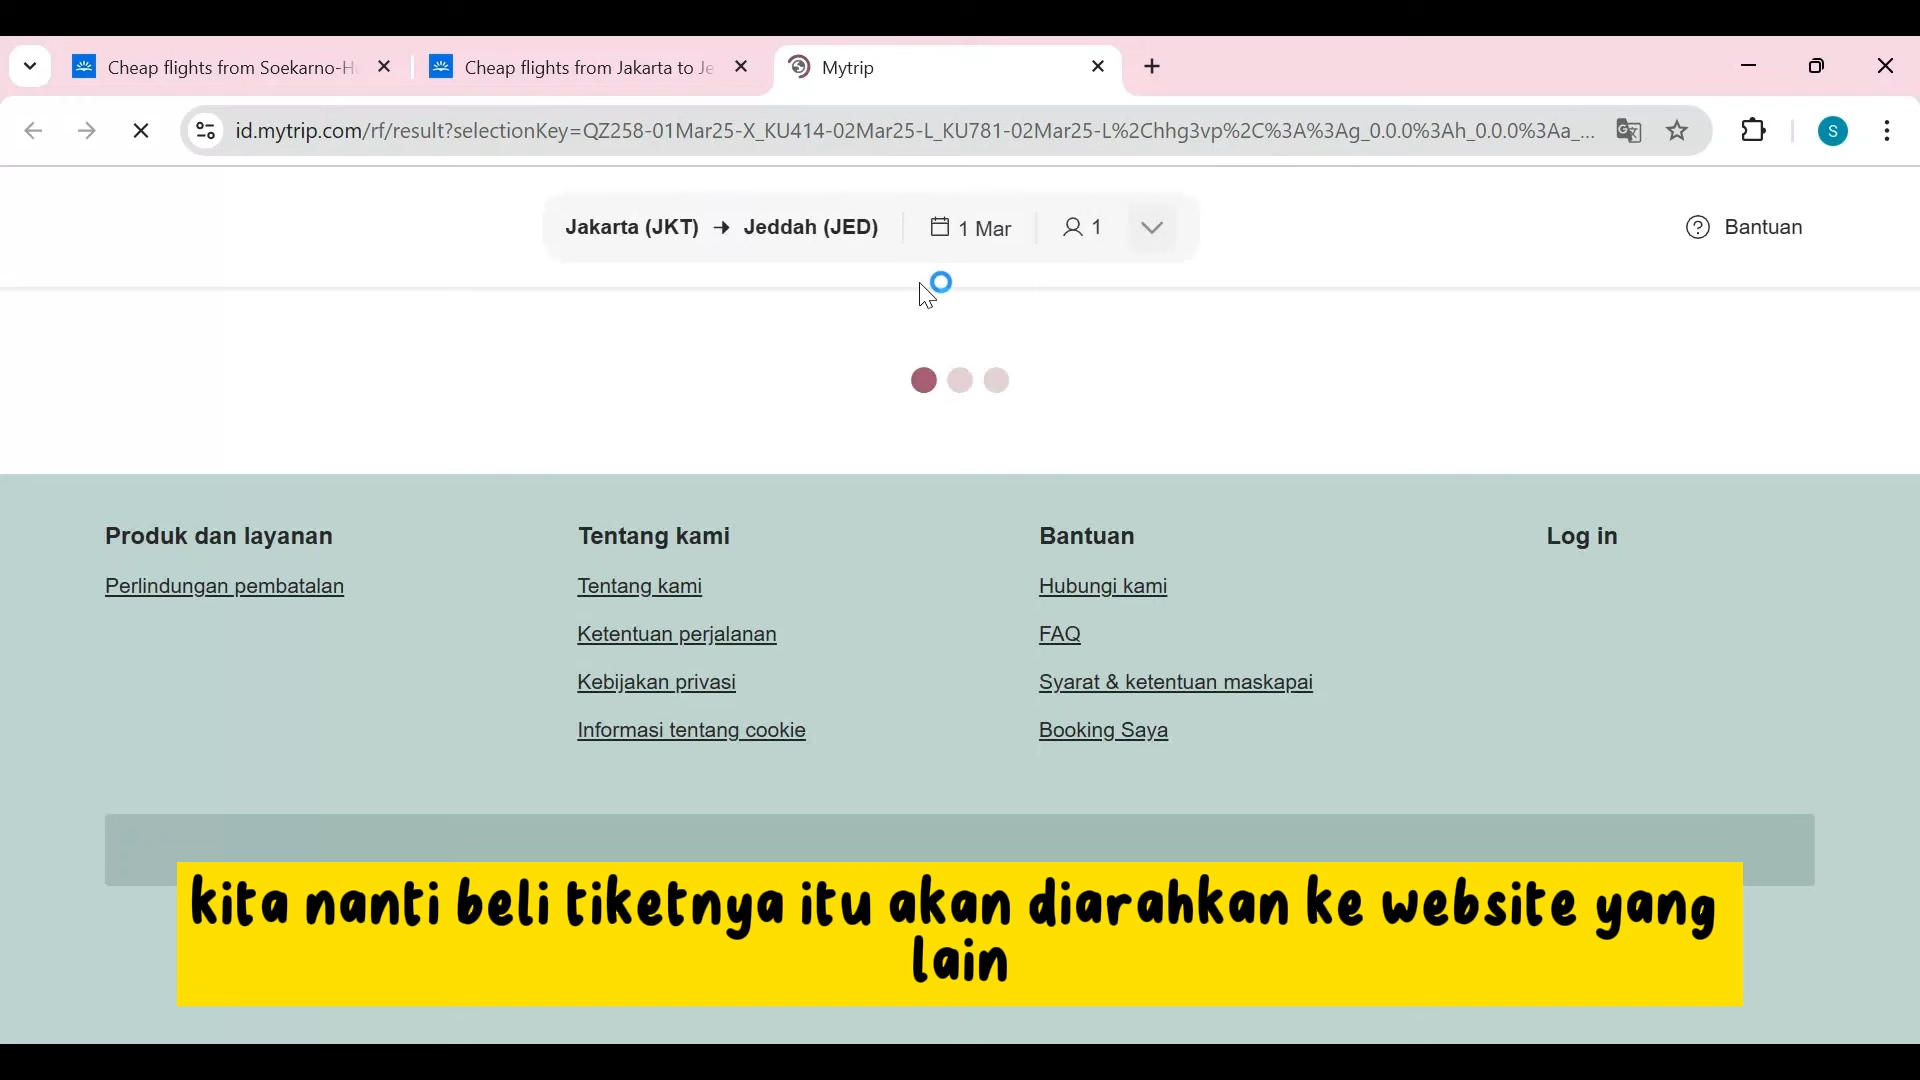 Cheap flights from Soekarno-H
Cheap flights from Jakarta to Je
Mytrip
id.mytrip.com/rf/result?selectionKey=QZ258-01Mar25-X_KU414-02Mar25-L_KU781-02Mar25-L%2Chhg3vp%2C%3A%3Ag_0.0.0%3Ah_0.0.0%3Aa_...
S
Jakarta (JKT) → Jeddah (JED)
1 Mar
1
Bantuan
Produk dan layanan
Perlindungan pembatalan
Tentang kami
Tentang kami
Ketentuan perjalanan
Kebijakan privasi
Informasi tentang cookie
Bantuan
Hubungi kami
FAQ
Syarat & ketentuan maskapai
Booking Saya
Log in
kita nanti beli tiketnya itu akan diarahkan ke website yang
lain